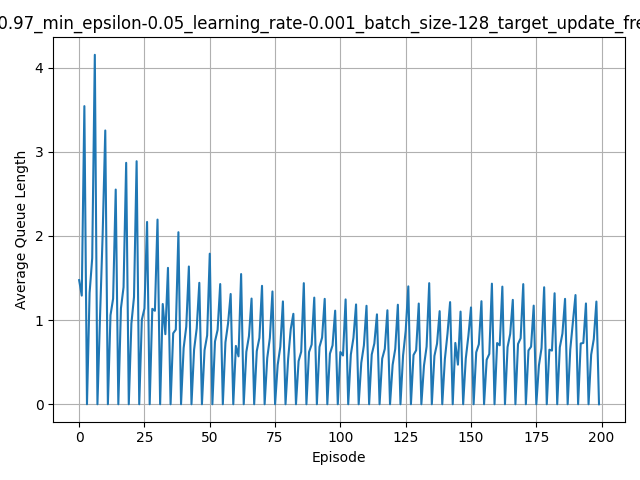 0.97_min_epsilon-0.05_learning_rate-0.001_batch_size-128_target_update_fre
4
3
2
1
0
Average Queue Length
0 25 50 75 100 125 150 175 200
Episode